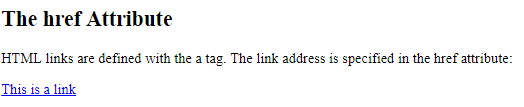 The href Attribute
HTML links are defined with the a tag. The link address is specified in the href attribute:
This is a link